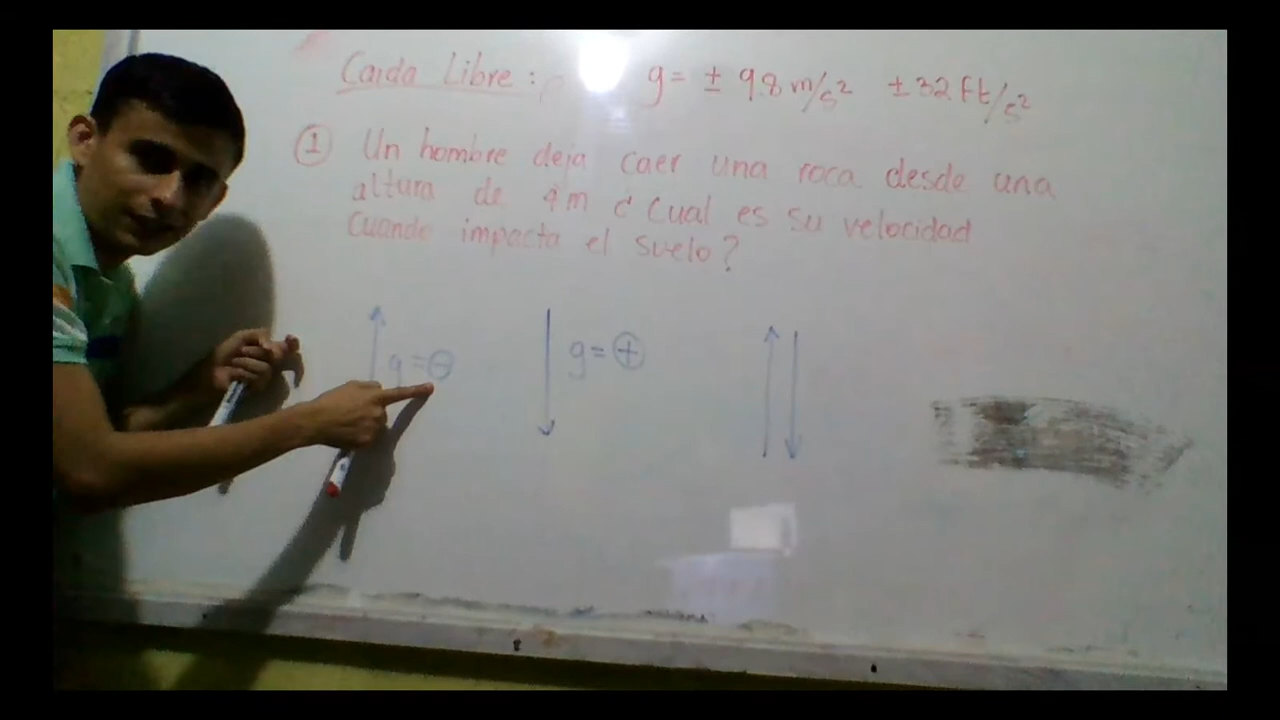 Caida Libre: g= ± 9.8 m/s² ± 32 Ft/s²
① Un hombre deja caer una roca desde una
altura de 4m ¿Cual es su velocidad
Cuando impacta el suelo?
g=⊖ g=⊕